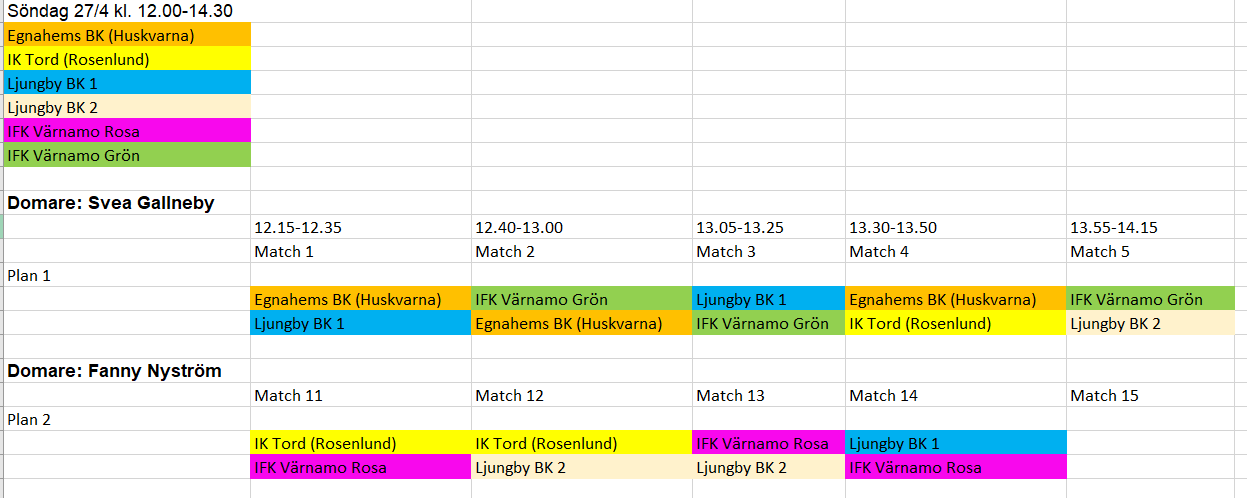 Söndag 27/4 kl. 12.00-14.30
Egnahems BK (Huskvarna)
IK Tord (Rosenlund)
Ljungby BK 1
Ljungby BK 2
IFK Värnamo Rosa
IFK Värnamo Grön
Domare: Svea Gallneby
12.15-12.35 12.40-13.00 13.05-13.25 13.30-13.50 13.55-14.15
Match 1 Match 2 Match 3 Match 4 Match 5
Plan 1
Egnahems BK (Huskvarna) IFK Värnamo Grön Ljungby BK 1 Egnahems BK (Huskvarna) IFK Värnamo Grön
Ljungby BK 1 Egnahems BK (Huskvarna) IFK Värnamo Grön IK Tord (Rosenlund) Ljungby BK 2
Domare: Fanny Nyström
Match 11 Match 12 Match 13 Match 14 Match 15
Plan 2
IK Tord (Rosenlund) IK Tord (Rosenlund) IFK Värnamo Rosa Ljungby BK 1
IFK Värnamo Rosa Ljungby BK 2 Ljungby BK 2 IFK Värnamo Rosa